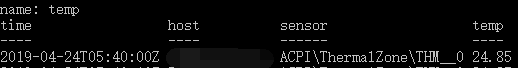 name: temp
time host sensor temp
---- ---- ------ ----
2019-04-24T05:40:00Z ACPI\ThermalZone\THM__0 24.85